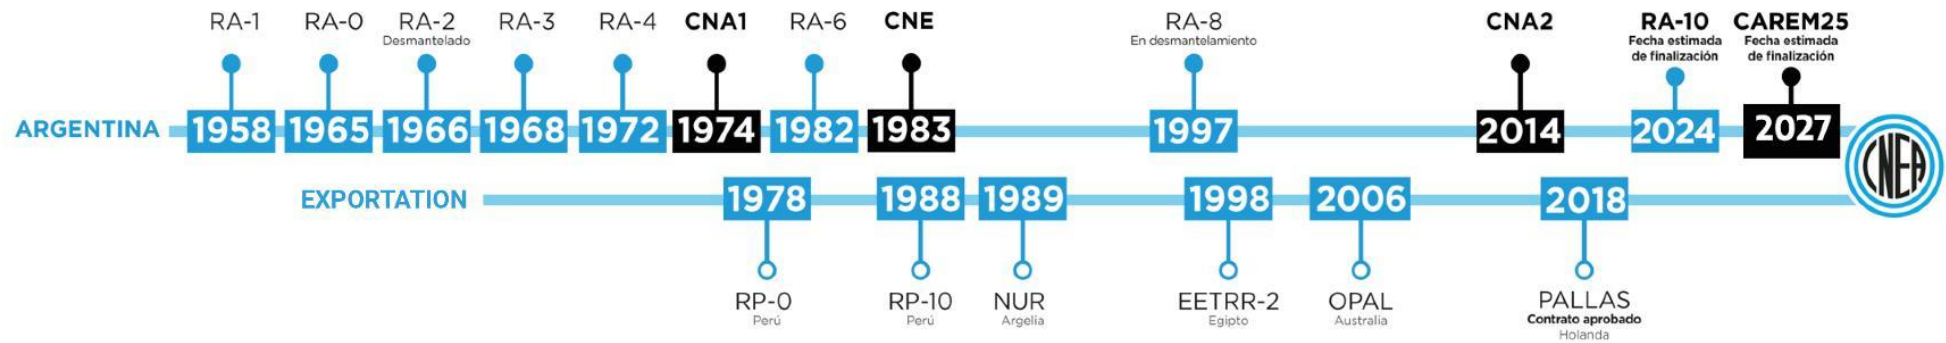 RA-1
RA-0
RA-2
Desmantelado
RA-3
RA-4
CNA1
RA-6
CNE
RA-8
En desmantelamiento
CNA2
RA-10
Fecha estimada
de finalización
CAREM25
Fecha estimada
de finalización
ARGENTINA
1958
1965
1966
1968
1972
1974
1982
1983
1997
2014
2024
2027
CNEA
EXPORTATION
1978
1988
1989
1998
2006
2018
RP-0
Perú
RP-10
Perú
NUR
Argelia
EETRR-2
Egipto
OPAL
Australia
PALLAS
Contrato aprobado
Holanda